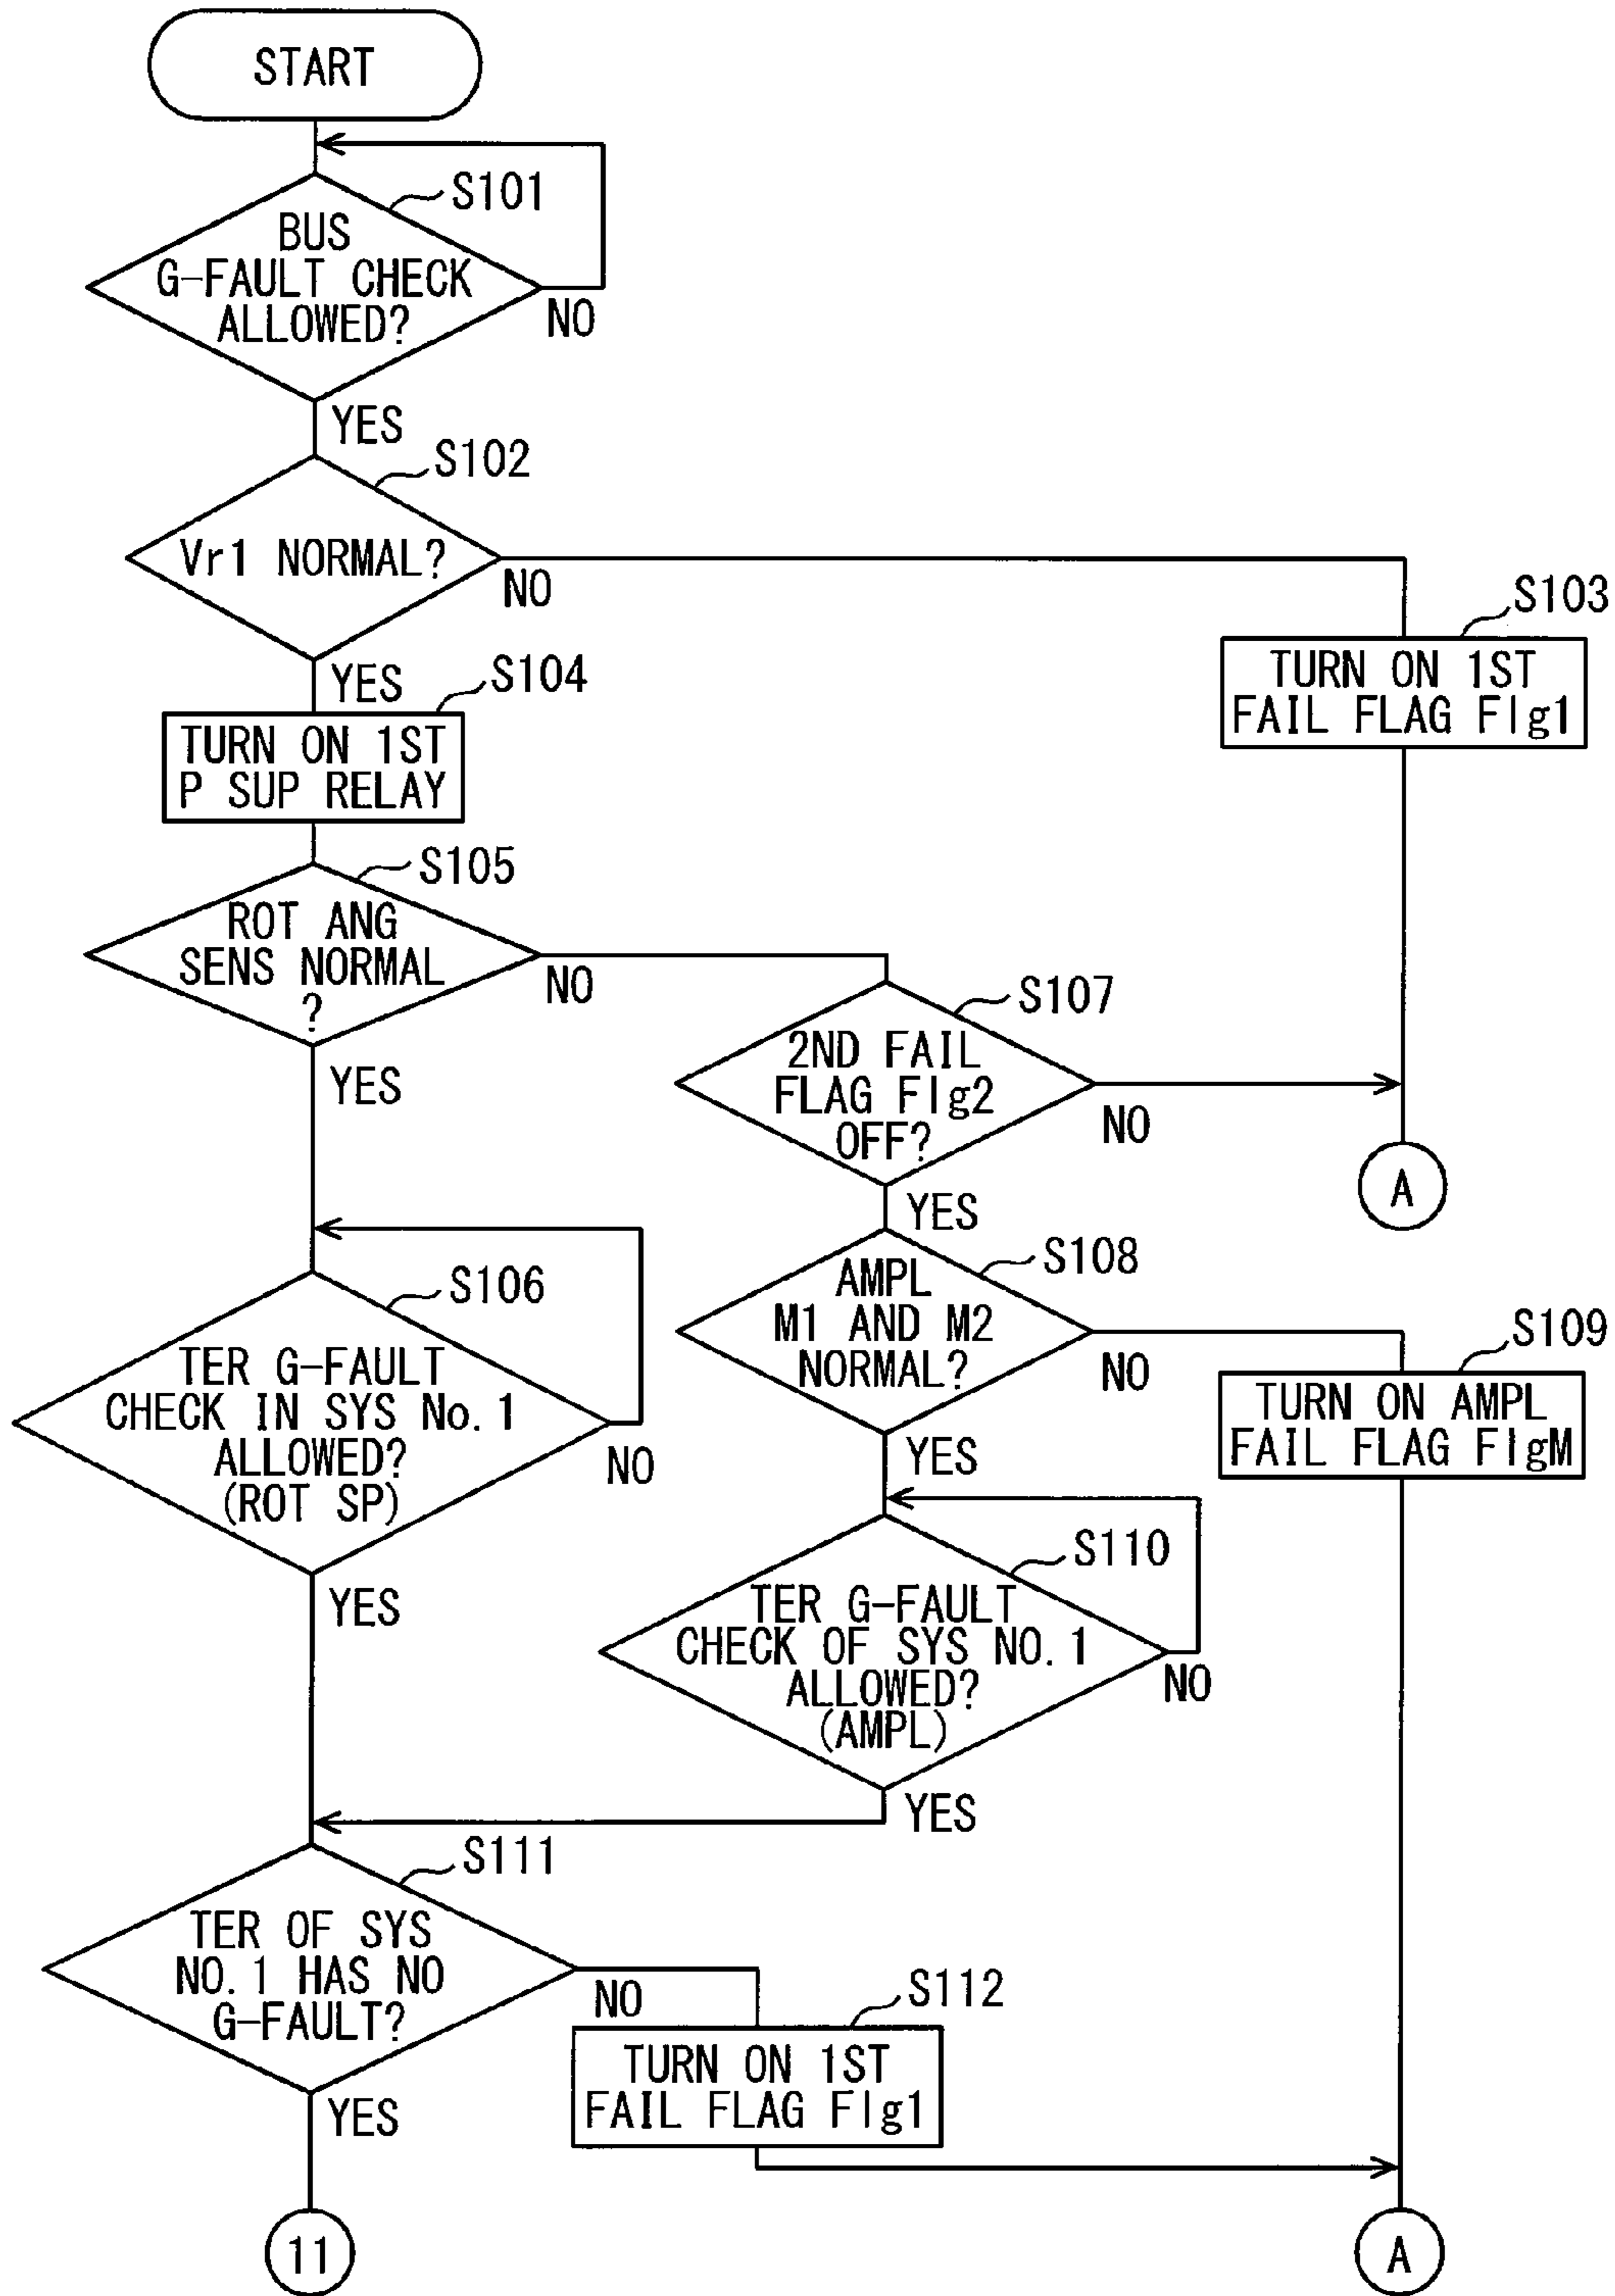 START
S101
BUS
G-FAULT CHECK
ALLOWED?
NO
YES
S102
Vr1 NORMAL?
NO
S103
TURN ON 1ST
FAIL FLAG Flg1
YES
S104
TURN ON 1ST
P SUP RELAY
S105
ROT ANG
SENS NORMAL
?
NO
YES
S107
2ND FAIL
FLAG Flg2
OFF?
NO
A
YES
S106
TER G-FAULT
CHECK IN SYS No.1
ALLOWED?
(ROT SP)
NO
YES
S108
AMPL
M1 AND M2
NORMAL?
NO
S109
TURN ON AMPL
FAIL FLAG FlgM
YES
S110
TER G-FAULT
CHECK OF SYS NO.1
ALLOWED?
(AMPL)
NO
YES
S111
TER OF SYS
NO.1 HAS NO
G-FAULT?
NO
S112
TURN ON 1ST
FAIL FLAG Flg1
YES
11
A